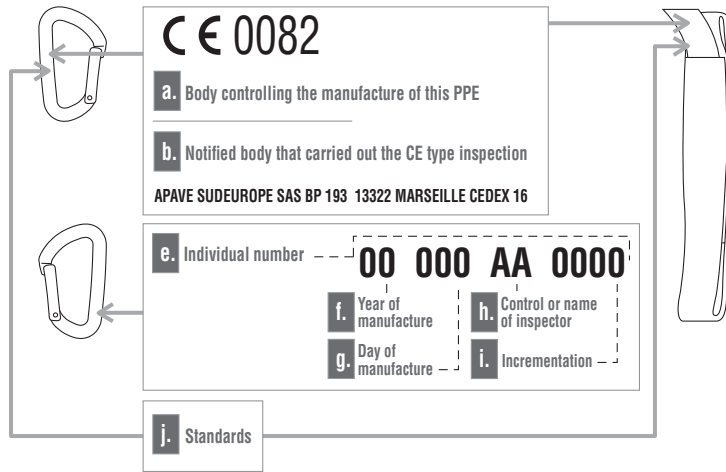 CE 0082
a. Body controlling the manufacture of this PPE
b. Notified body that carried out the CE type inspection
APAVE SUDEUROPE SAS BP 193 13322 MARSEILLE CEDEX 16
e. Individual number
00 000 AA 0000
f. Year of
manufacture
h. Control or name
of inspector
g. Day of
manufacture
i. Incrementation
j. Standards